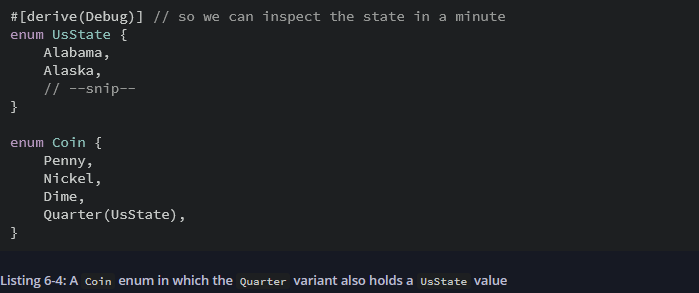 #[derive(Debug)] // so we can inspect the state in a minute
enum UsState {
    Alabama,
    Alaska,
    // --snip--
}

enum Coin {
    Penny,
    Nickel,
    Dime,
    Quarter(UsState),
}
Listing 6-4: A Coin enum in which the Quarter variant also holds a UsState value